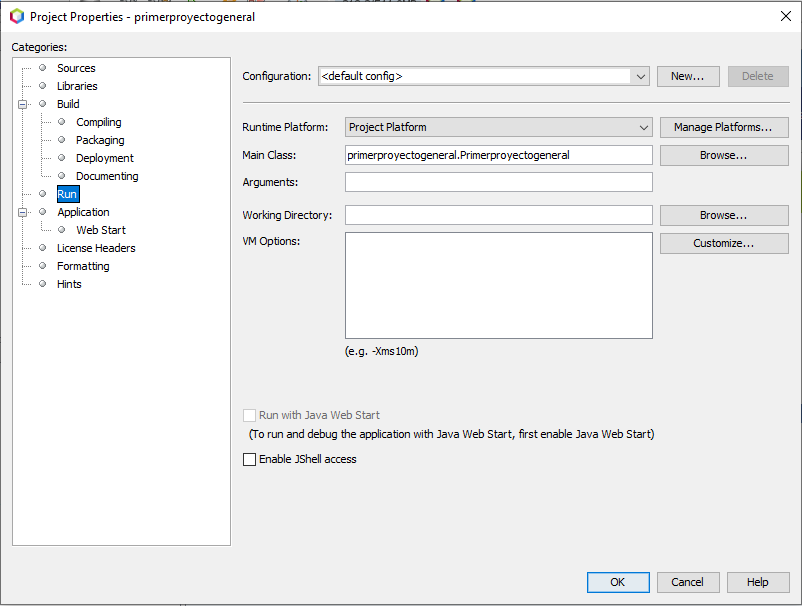 Project Properties - primerproyectogeneral
Categories:
Sources
Libraries
Build
Compiling
Packaging
Deployment
Documenting
Run
Application
Web Start
License Headers
Formatting
Hints
Configuration: <default config> New... Delete
Runtime Platform: Project Platform Manage Platforms...
Main Class: primerproyectogeneral.Primerproyectogeneral Browse...
Arguments:
Working Directory: Browse...
VM Options: Customize...
(e.g. -Xms10m)
Run with Java Web Start
(To run and debug the application with Java Web Start, first enable Java Web Start)
Enable JShell access
OK Cancel Help